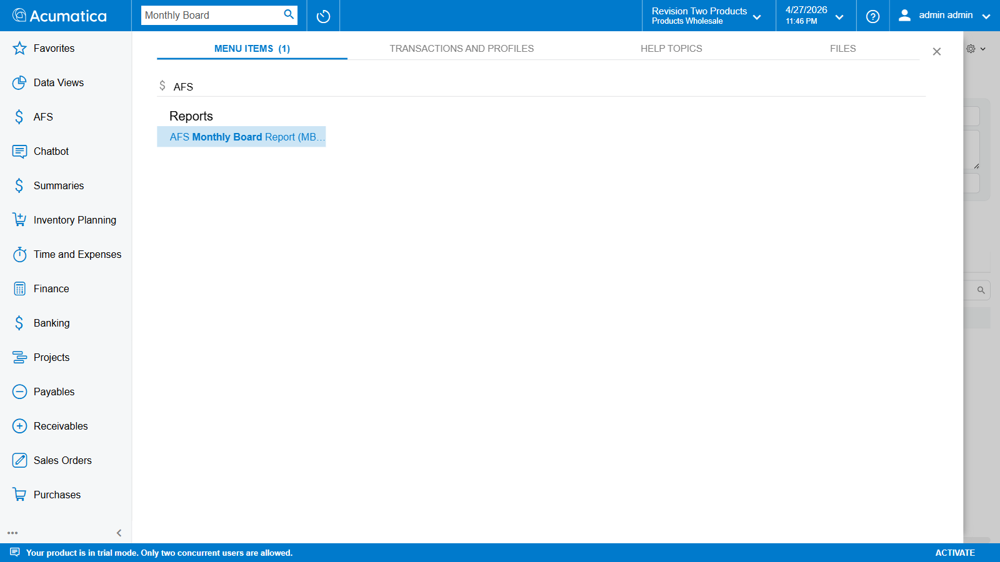 Acumatica
Monthly Board
Revision Two Products
Products Wholesale
4/27/2026
11:46 PM
admin admin
Favorites
Data Views
AFS
Chatbot
Summaries
Inventory Planning
Time and Expenses
Finance
Banking
Projects
Payables
Receivables
Sales Orders
Purchases
MENU ITEMS (1)
TRANSACTIONS AND PROFILES
HELP TOPICS
FILES
AFS
Reports
AFS Monthly Board Report (MB...
Your product is in trial mode. Only two concurrent users are allowed.
ACTIVATE